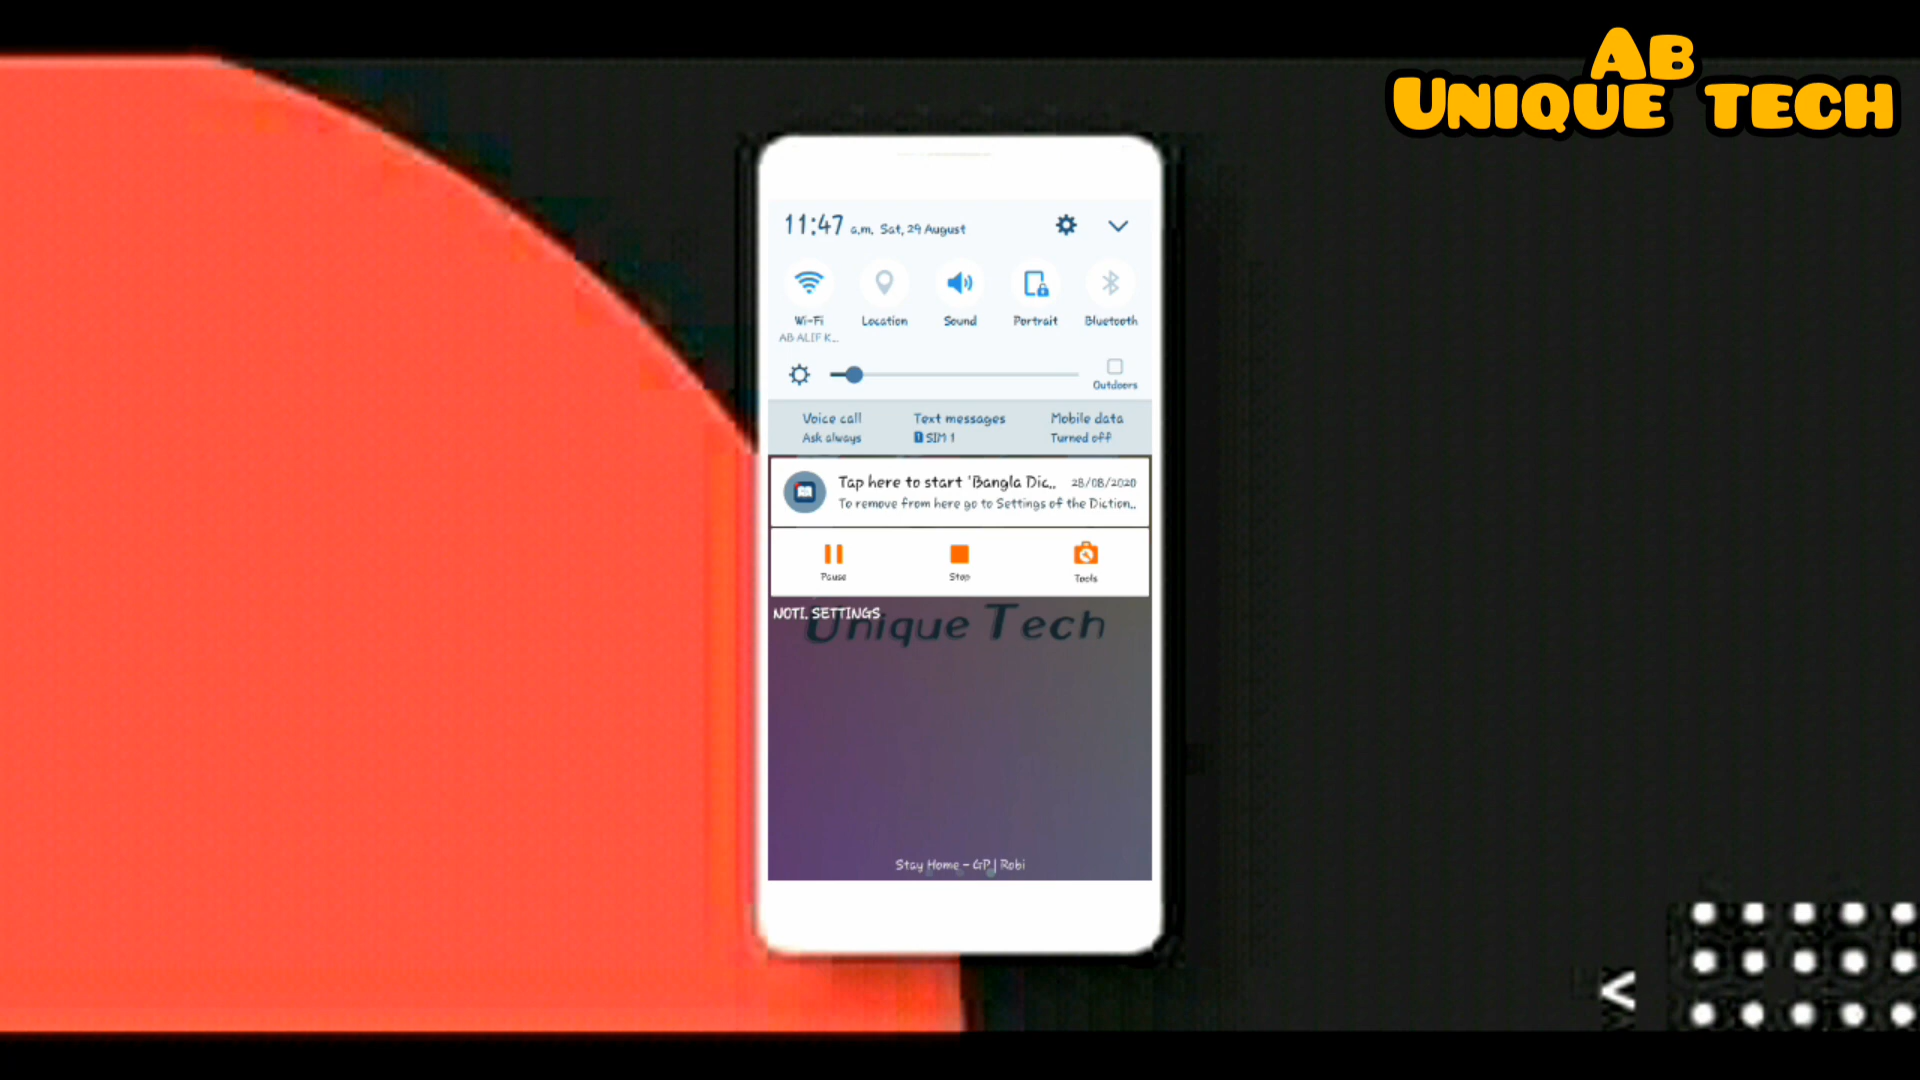 AB
UNIQUE TECH
11:47 a.m. Sat, 29 August
Wi-Fi Location Sound Portrait Bluetooth
AB ALIF K...
Outdoors
Voice call Text messages Mobile data
Ask always 1 SIM 1 Turned off
Tap here to start 'Bangla Dic... 28/08/2020
To remove from here go to Settings of the Diction...
Pause Stop Tools
NOTI. SETTINGS
Unique Tech
Stay Home - GP | Robi
<